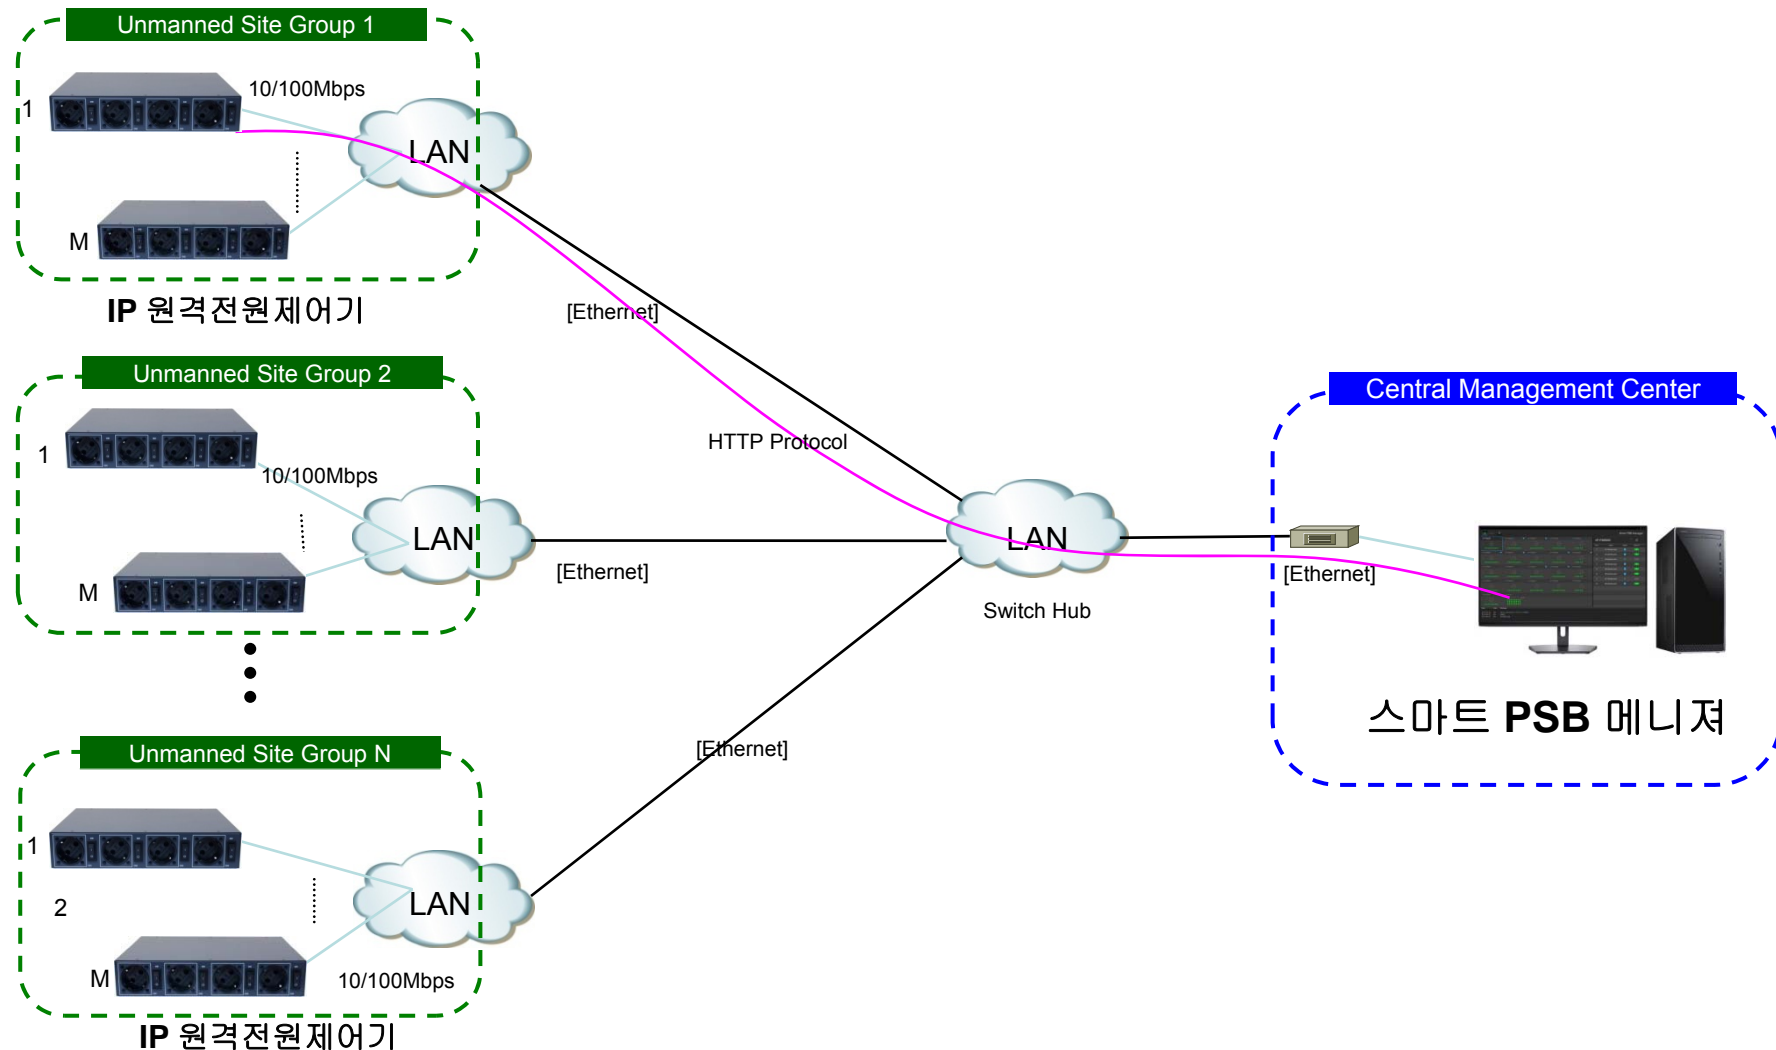 Unmanned Site Group 1
10/100Mbps
1
LAN
M
IP 원격전원제어기
[Ethernet]
Unmanned Site Group 2
Central Management Center
1
10/100Mbps
HTTP Protocol
LAN
LAN
[Ethernet]
[Ethernet]
M
Switch Hub
스마트 PSB 메니져
Unmanned Site Group N
[Ethernet]
1
2
LAN
M
10/100Mbps
IP 원격전원제어기